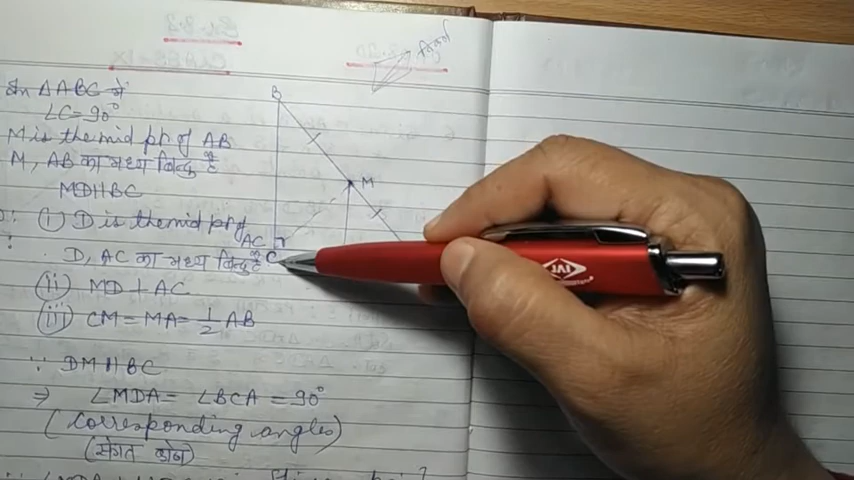 In ΔABC में
∠C=90°
M is the mid pt of AB
M, AB का मध्य बिन्दु है
MD॥BC
(i) D is the mid pt of AC
D, AC का मध्य बिन्दु है
(ii) MD ⊥ AC
(iii) CM = MA = 1/2 AB
∵ DM॥BC
⇒ ∠MDA = ∠BCA = 90°
(Corresponding angles)
(संगत कोण)
B
M
C
JAI